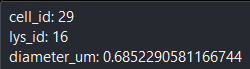 cell_id: 29
lys_id: 16
diameter_um: 0.6852290581166744